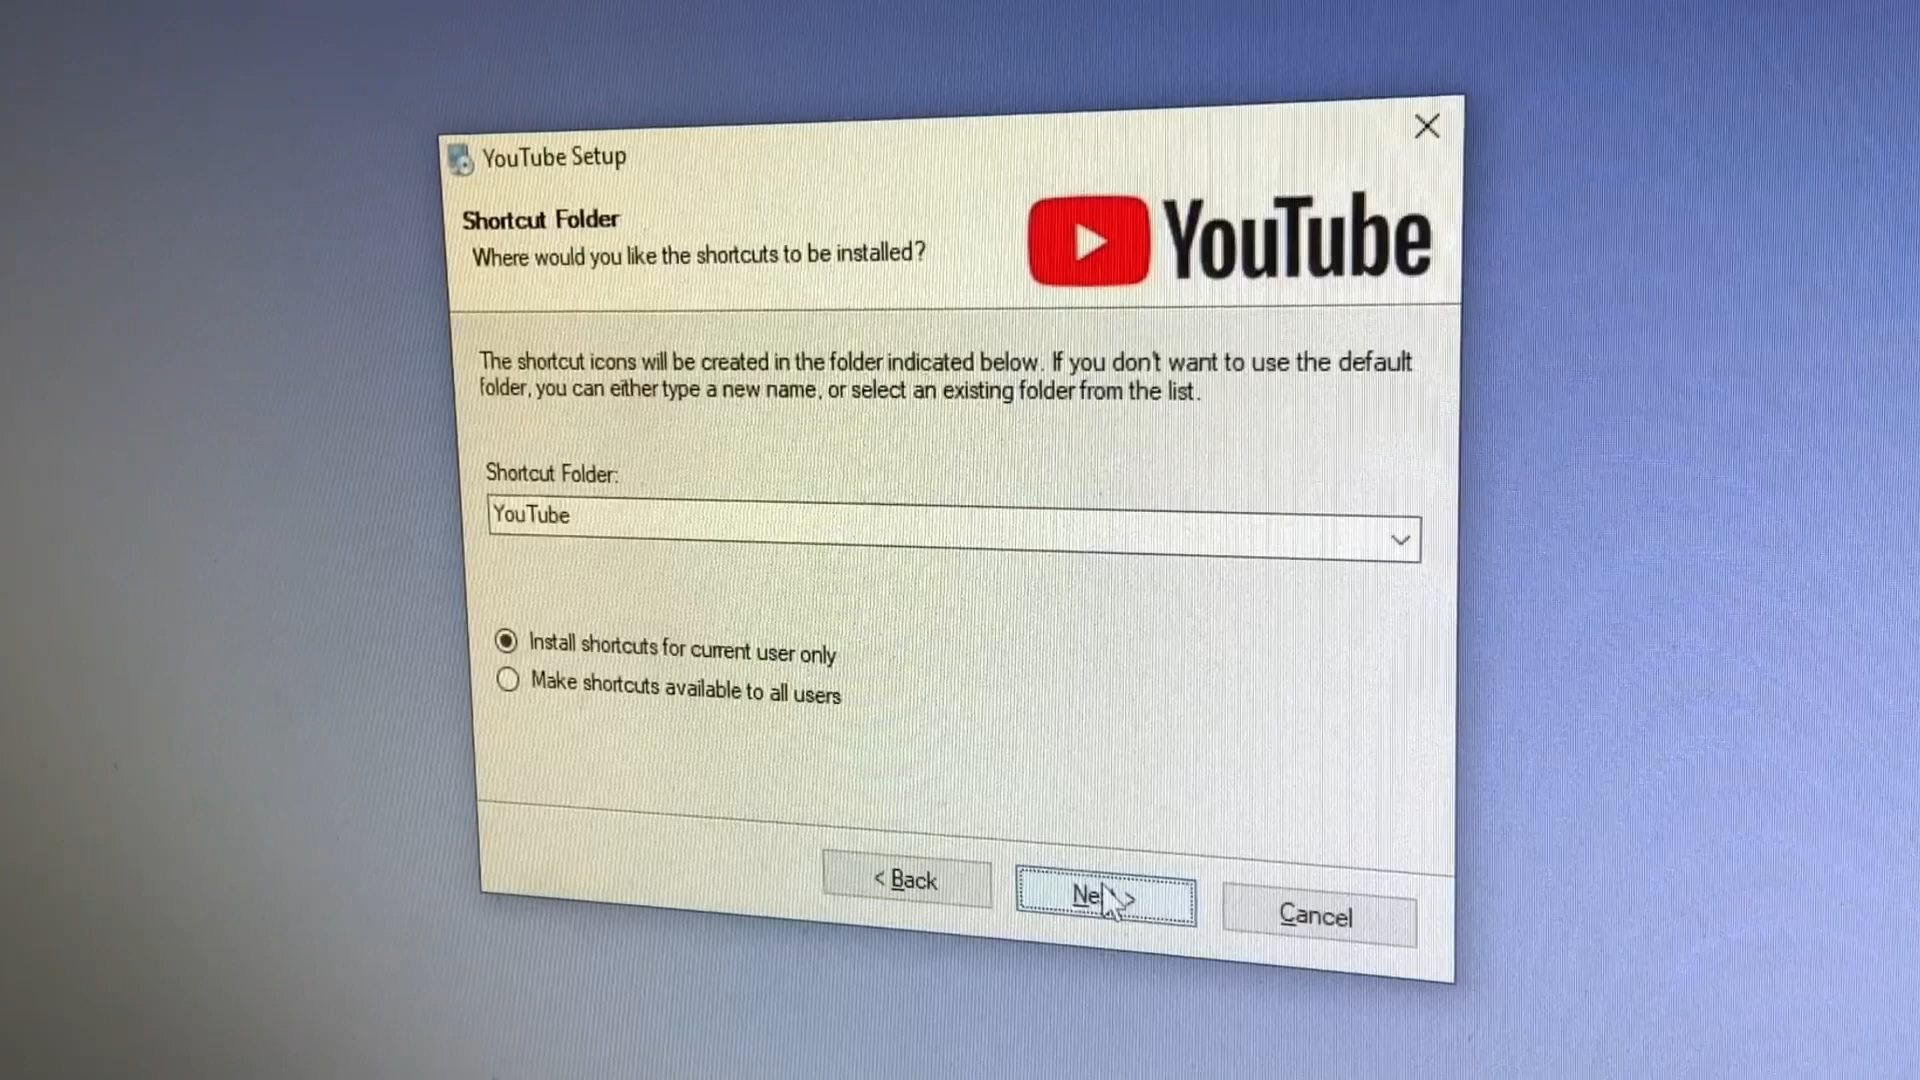 YouTube Setup
Shortcut Folder
Where would you like the shortcuts to be installed?
YouTube
The shortcut icons will be created in the folder indicated below. If you don't want to use the default
folder, you can either type a new name, or select an existing folder from the list.
Shortcut Folder:
YouTube
Install shortcuts for current user only
Make shortcuts available to all users
< Back
Cancel